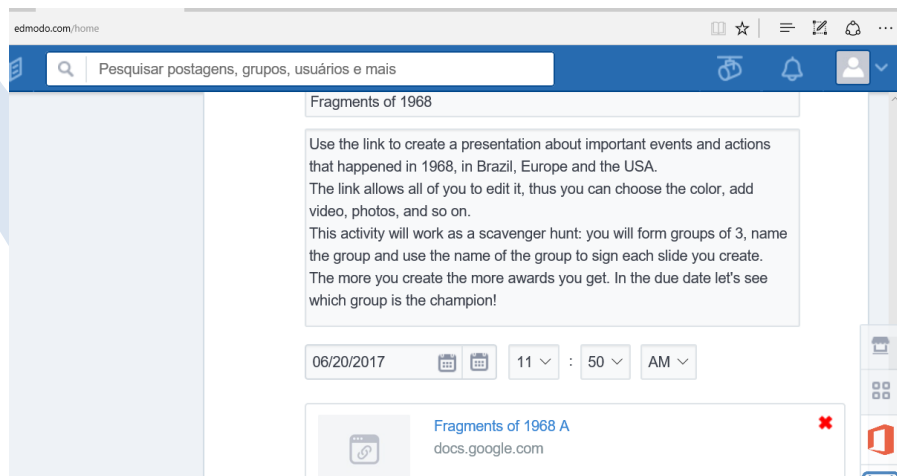 edmodo.com/home
Pesquisar postagens, grupos, usuários e mais
Fragments of 1968
Use the link to create a presentation about important events and actions
that happened in 1968, in Brazil, Europe and the USA.
The link allows all of you to edit it, thus you can choose the color, add
video, photos, and so on.
This activity will work as a scavenger hunt: you will form groups of 3, name
the group and use the name of the group to sign each slide you create.
The more you create the more awards you get. In the due date let's see
which group is the champion!
06/20/2017 11 : 50 AM
Fragments of 1968 A
docs.google.com